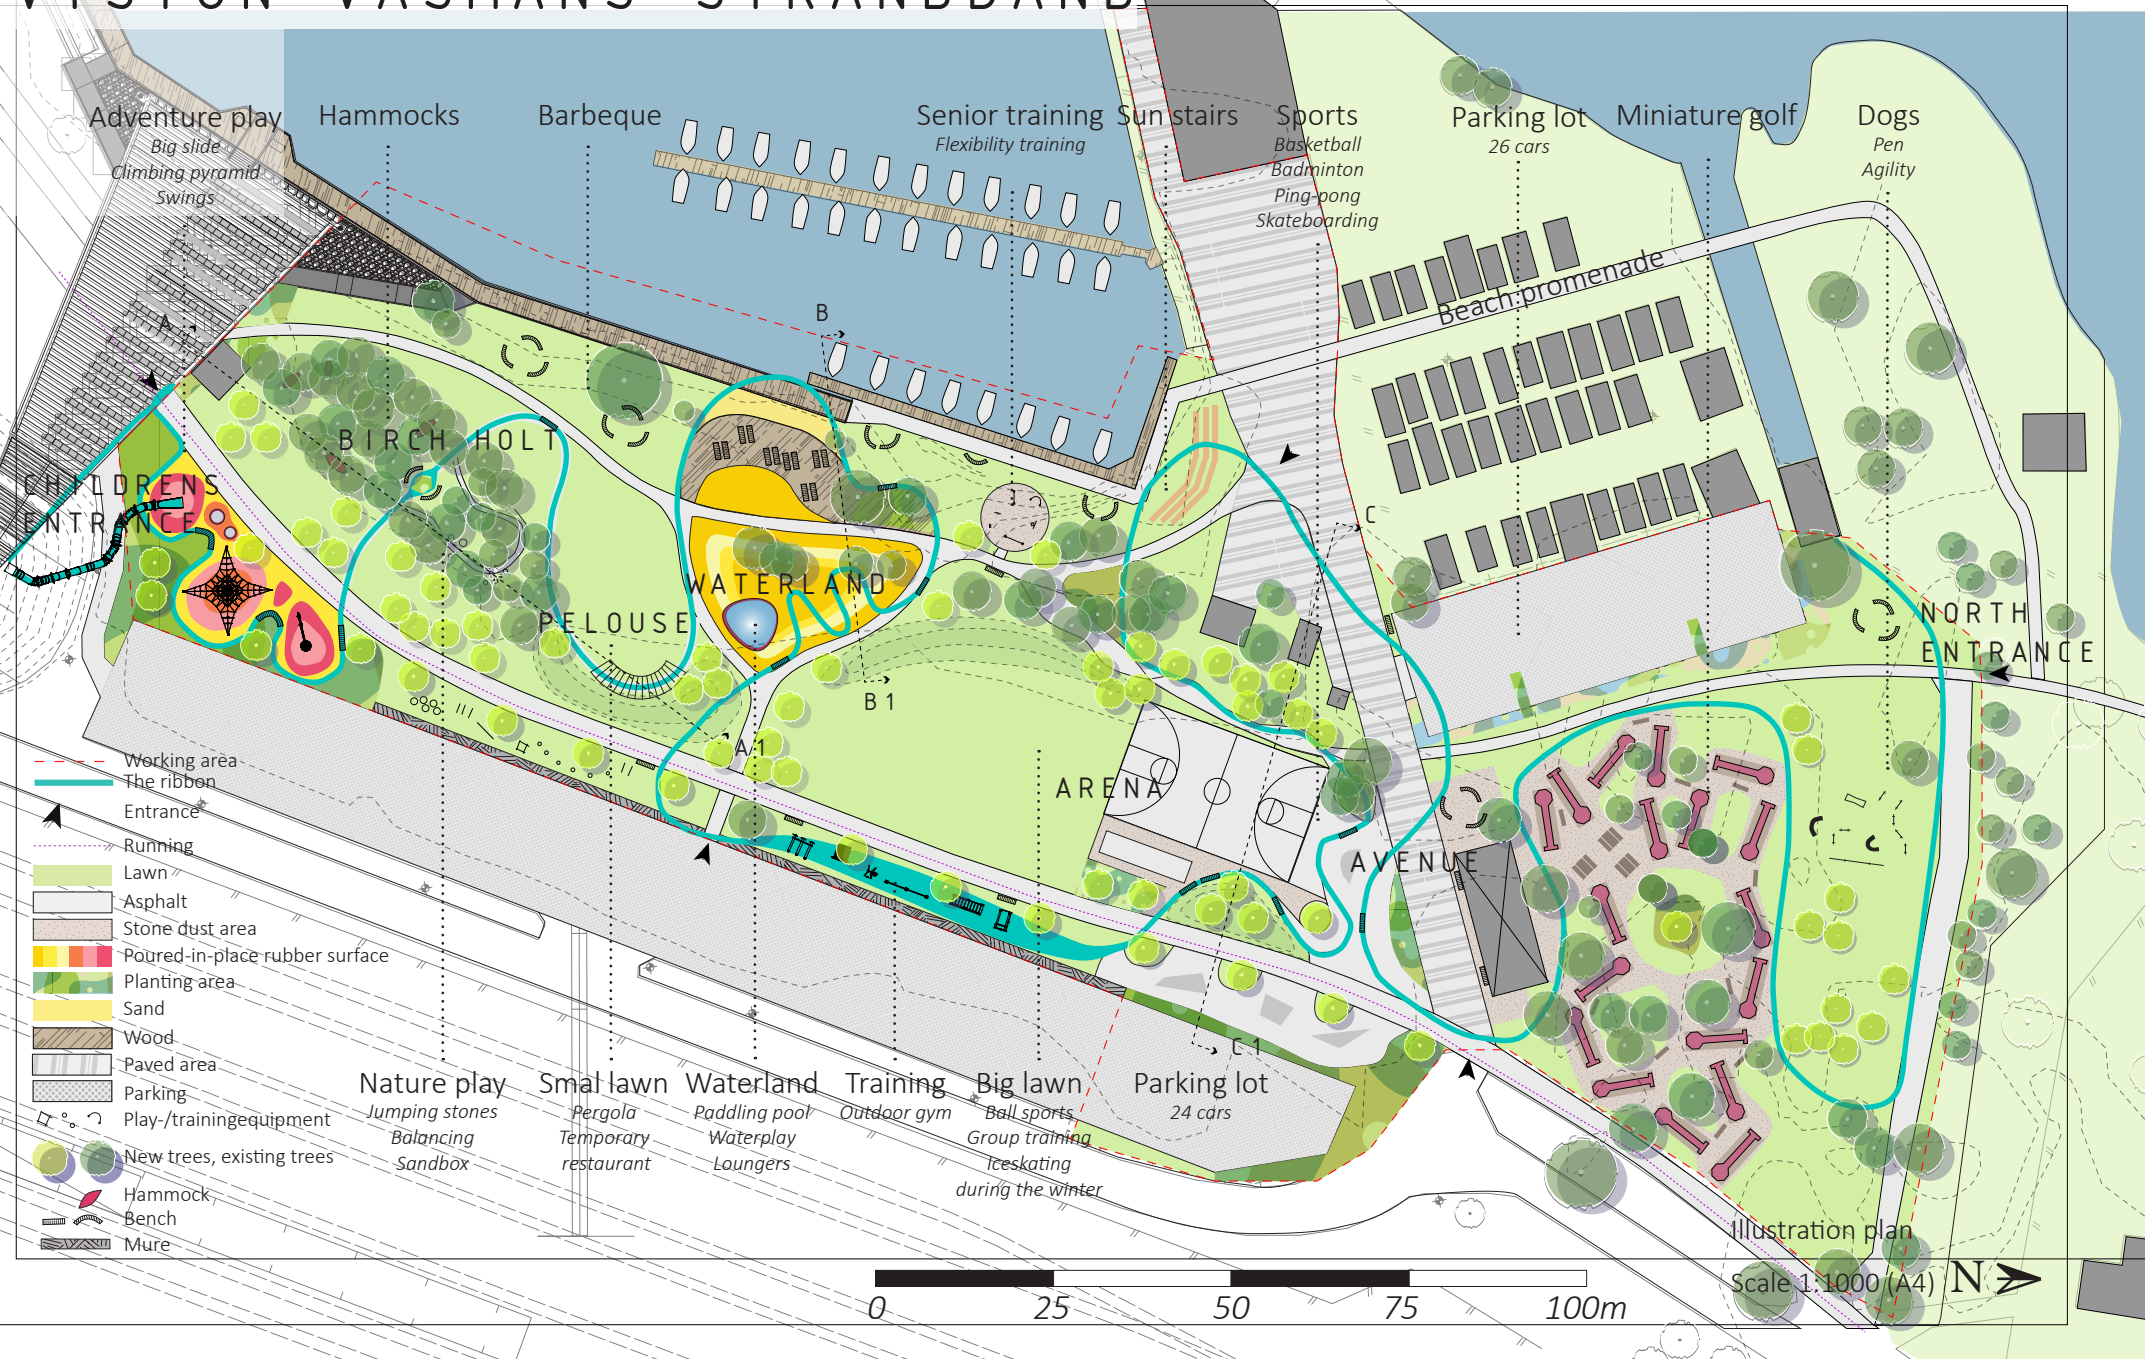 VISION VÄSMANS STRANDBAND
Adventure play
Big slide
Climbing pyramid
Swings
Hammocks
Barbeque
Senior training
Flexibility training
Sun stairs
Sports
Basketball
Badminton
Ping-pong
Skateboarding
Parking lot
26 cars
Miniature golf
Dogs
Pen
Agility
Beach promenade
A
B
BIRCH HOLT
CHILDRENS
ENTRANCE
C
WATERLAND
PELOUSE
NORTH
ENTRANCE
B 1
A 1
ARENA
AVENUE
C 1
Working area
The ribbon
Entrance
Running
Lawn
Asphalt
Stone dust area
Poured-in-place rubber surface
Planting area
Sand
Wood
Paved area
Parking
Play-/trainingequipment
New trees, existing trees
Hammock
Bench
Mure
Nature play
Jumping stones
Balancing
Sandbox
Smal lawn
Pergola
Temporary
restaurant
Waterland
Paddling pool
Waterplay
Loungers
Training
Outdoor gym
Big lawn
Ball sports
Group training
Iceskating
during the winter
Parking lot
24 cars
Illustration plan
Scale 1:1000 (A4)
N
0 25 50 75 100m